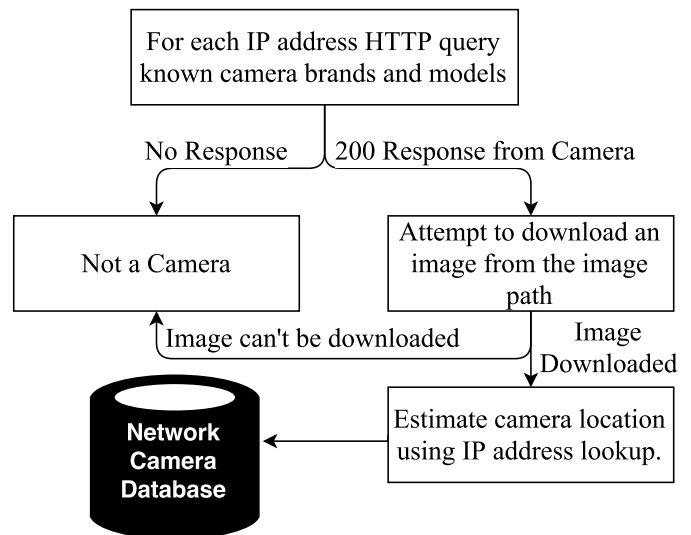 For each IP address HTTP query
known camera brands and models
No Response
200 Response from Camera
Not a Camera
Attempt to download an
image from the image
path
Image can't be downloaded
Image
Downloaded
Network
Camera
Database
Estimate camera location
using IP address lookup.